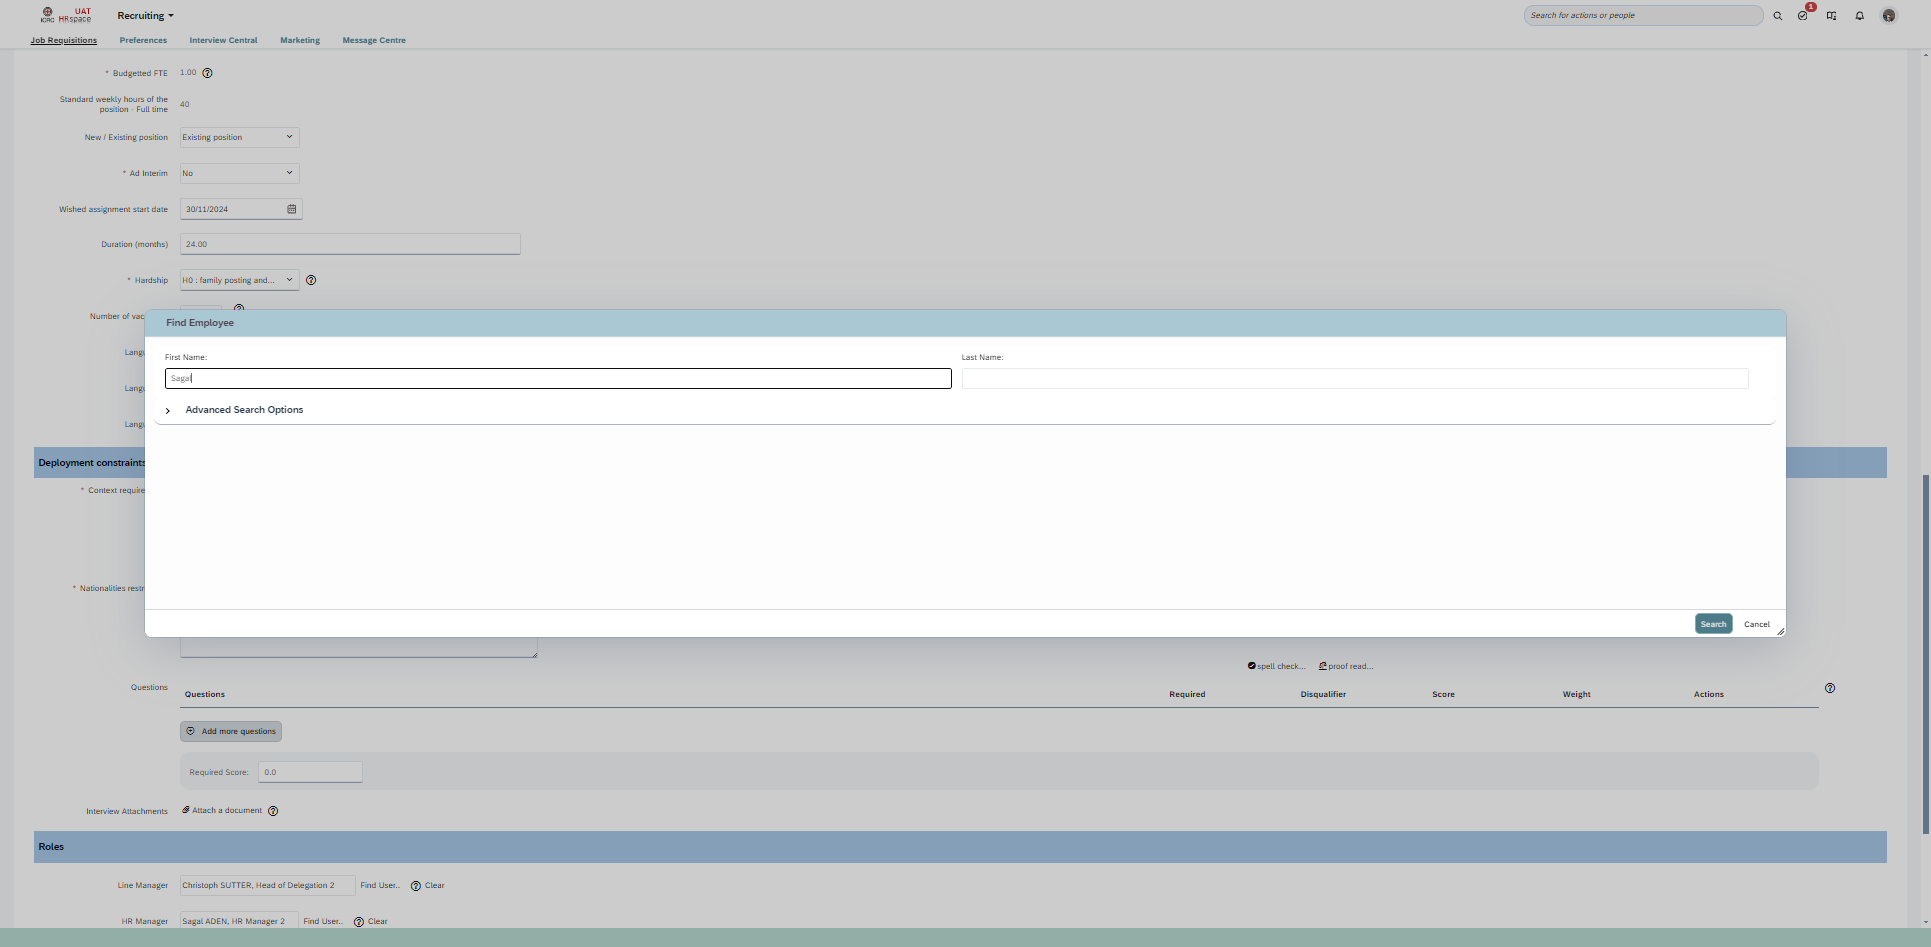 UAT
ICRC HRspace
Recruiting
Search for actions or people
1
Job Requisitions Preferences Interview Central Marketing Message Centre
* Budgetted FTE 1.00
Standard weekly hours of the position - Full time 40
New / Existing position Existing position
* Ad Interim No
Wished assignment start date 30/11/2024
Duration (months) 24.00
* Hardship H0 : family posting and...
Number of vac
Find Employee
First Name: Last Name:
Sagal
Langu
Advanced Search Options
Langu
Langu
Deployment constraints
* Context require
* Nationalities restr
Search Cancel
spell check... proof read...
Questions Questions Required Disqualifier Score Weight Actions
Add more questions
Required Score: 0.0
Interview Attachments Attach a document
Roles
Line Manager Christoph SUTTER, Head of Delegation 2 Find User.. Clear
HR Manager Sagal ADEN, HR Manager 2 Find User.. Clear